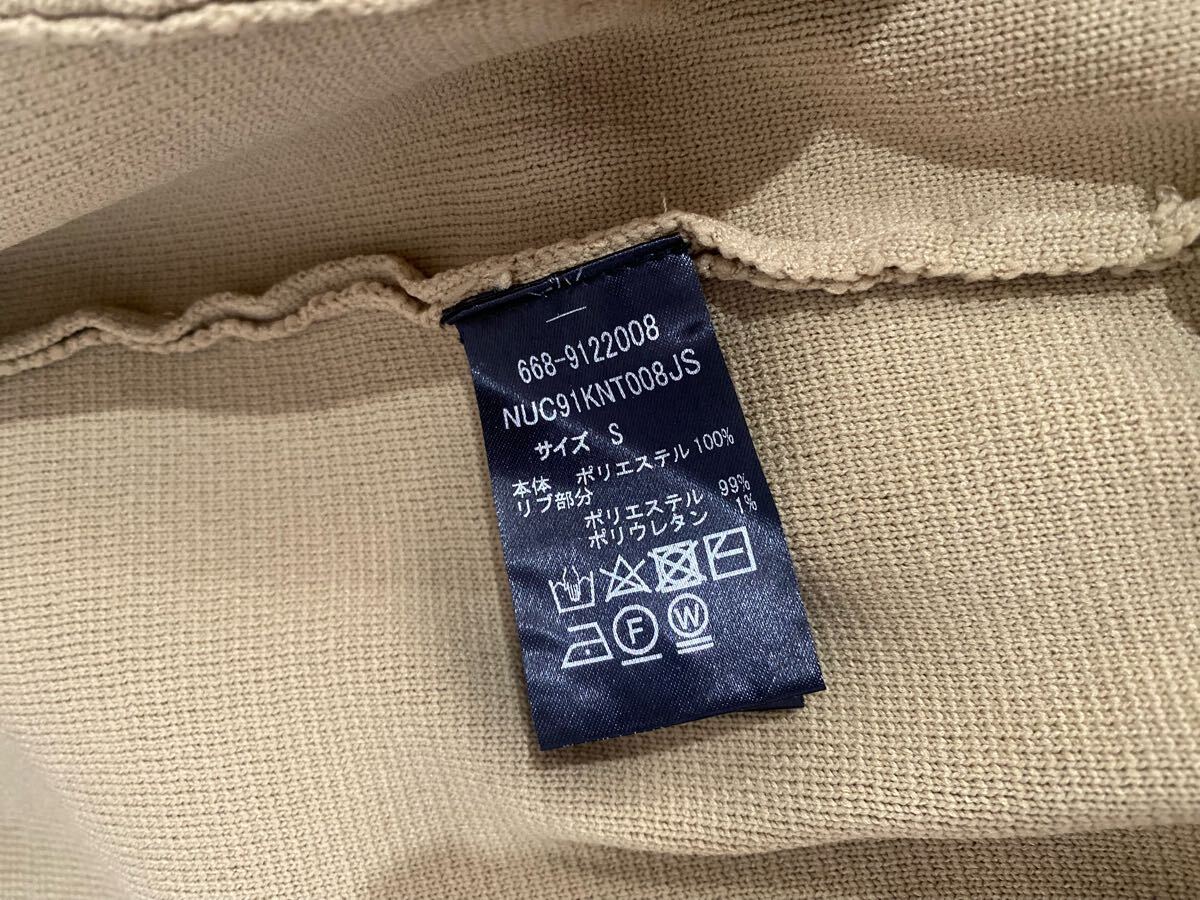 668-9122008
NUC91KNT008JS
サイズ S
本体 ポリエステル 100%
リブ部分
ポリエステル 99%
ポリウレタン 1%
F
W